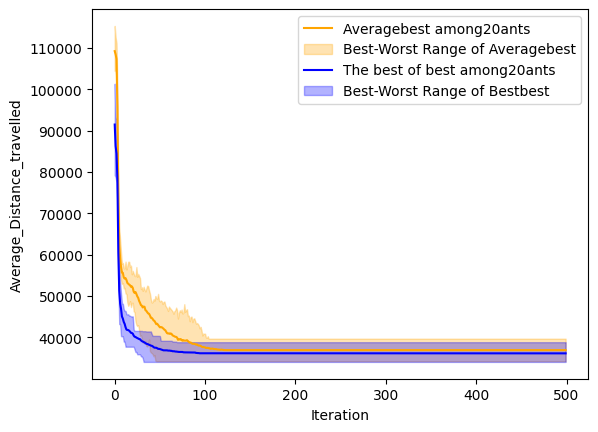 Averagebest among20ants
Best-Worst Range of Averagebest
The best of best among20ants
Best-Worst Range of Bestbest
Average_Distance_travelled
110000
100000
90000
80000
70000
60000
50000
40000
0
100
200
300
400
500
Iteration